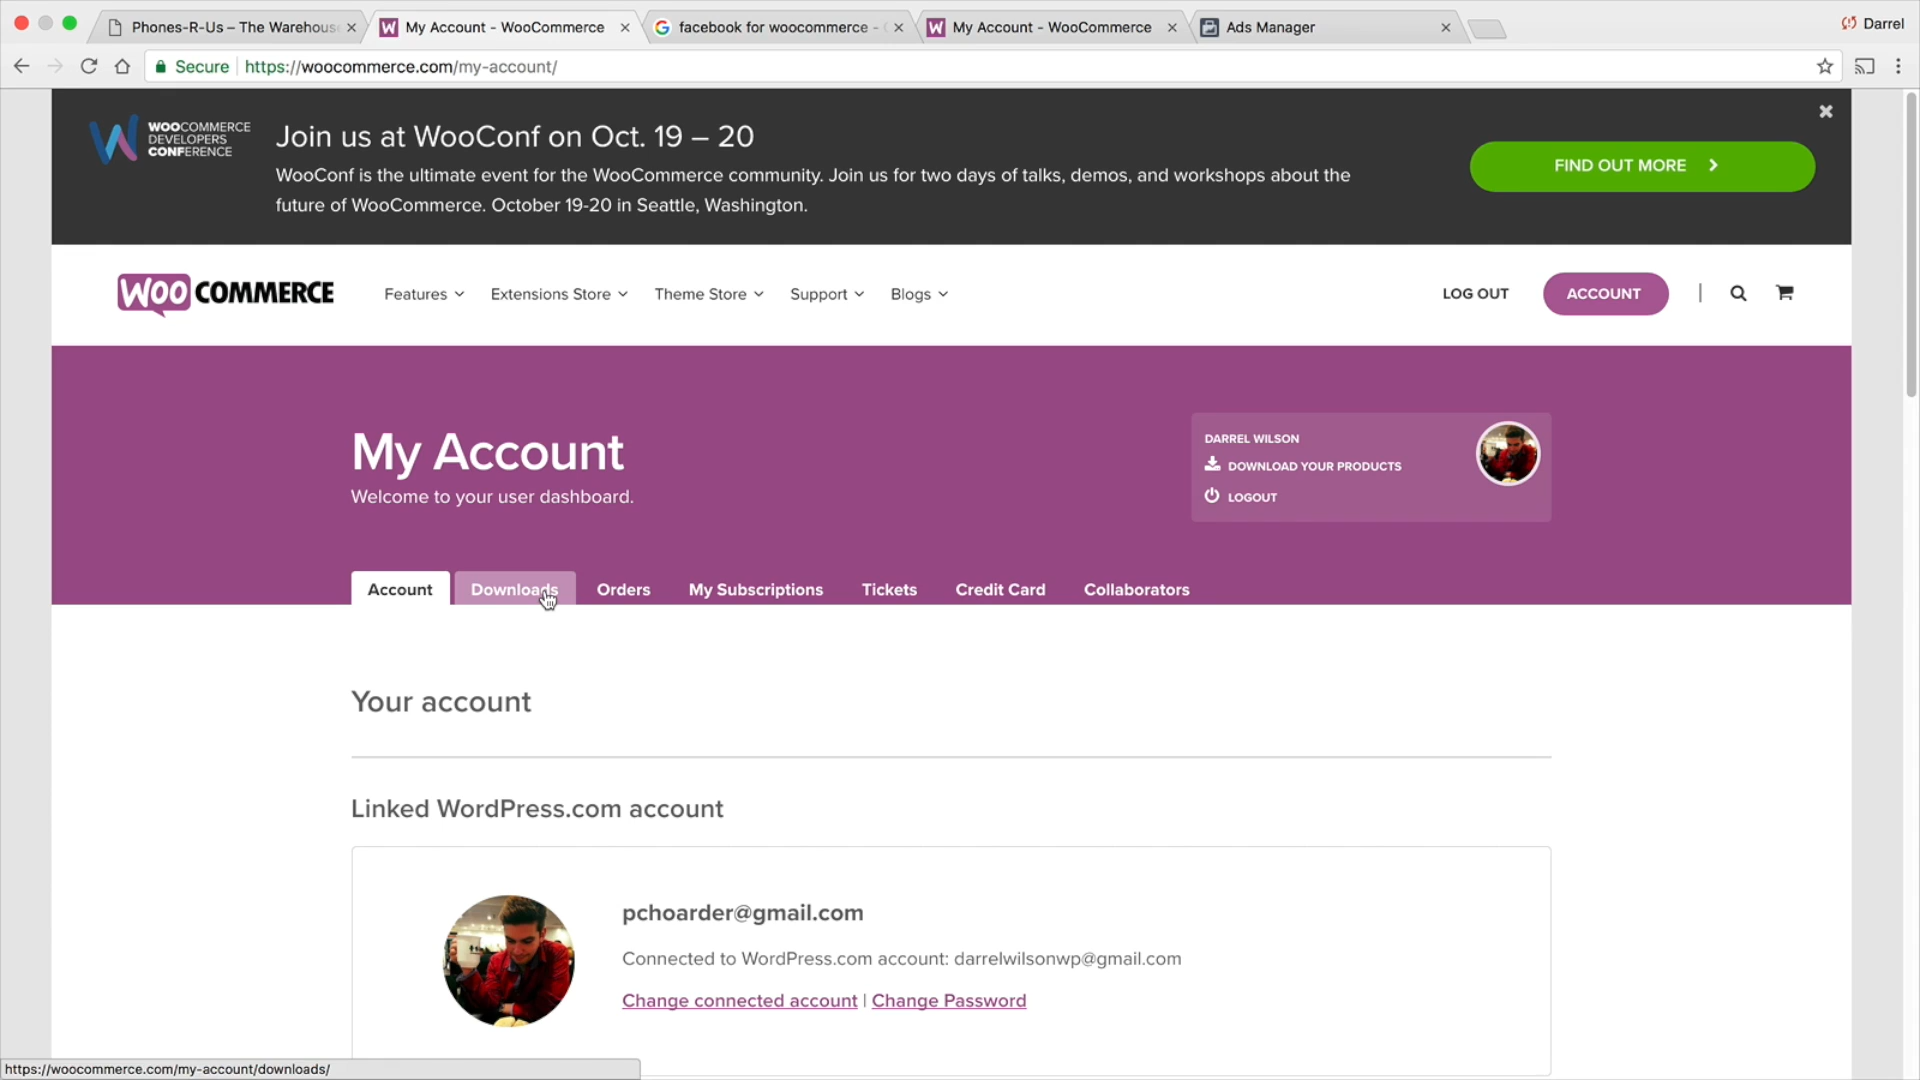 Phones-R-Us – The Warehous
My Account - WooCommerce
facebook for woocommerce -
My Account - WooCommerce
Ads Manager
Darrel
Secure
https://woocommerce.com/my-account/
WOOCOMMERCE
DEVELOPERS
CONFERENCE
Join us at WooConf on Oct. 19 – 20
WooConf is the ultimate event for the WooCommerce community. Join us for two days of talks, demos, and workshops about the
future of WooCommerce. October 19-20 in Seattle, Washington.
FIND OUT MORE
WOOCOMMERCE
Features
Extensions Store
Theme Store
Support
Blogs
LOG OUT
ACCOUNT
My Account
Welcome to your user dashboard.
DARREL WILSON
DOWNLOAD YOUR PRODUCTS
LOGOUT
Account
Downloads
Orders
My Subscriptions
Tickets
Credit Card
Collaborators
Your account
Linked WordPress.com account
pchoarder@gmail.com
Connected to WordPress.com account: darrelwilsonwp@gmail.com
Change connected account | Change Password
https://woocommerce.com/my-account/downloads/